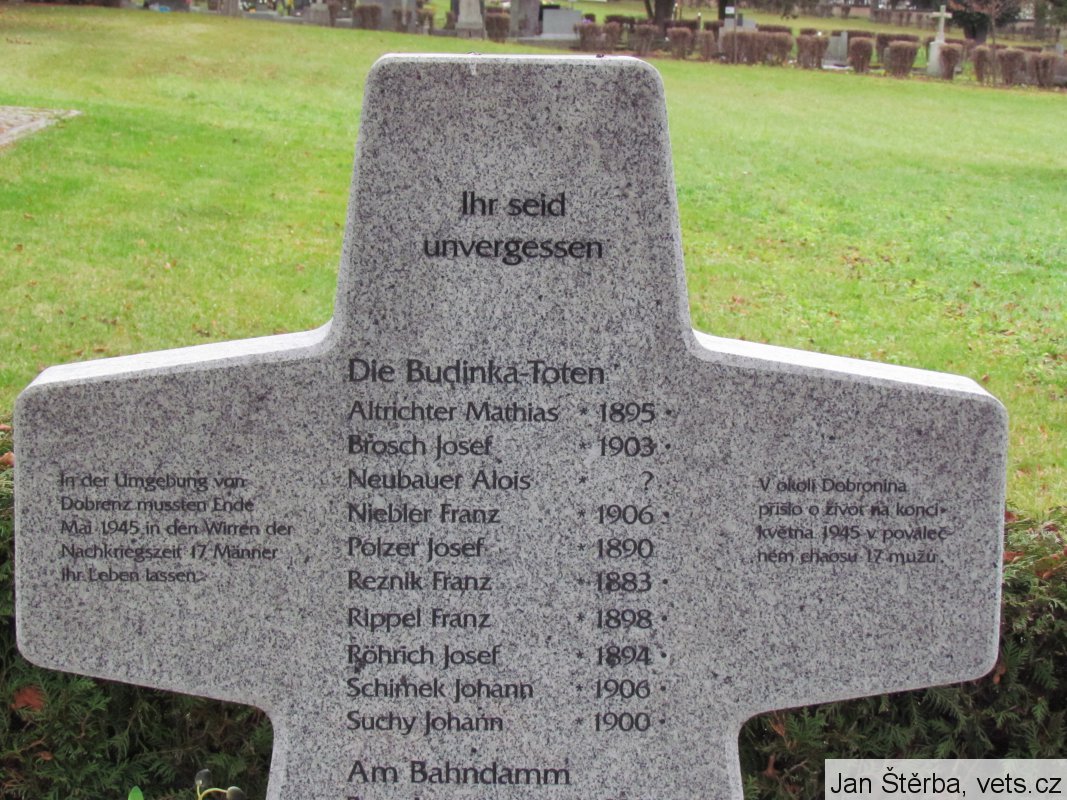 Ihr seid
unvergessen
Die Budinka-Toten
Altrichter Mathias * 1895
Brosch Josef * 1903
Neubauer Alois * ?
Niebler Franz * 1906
Polzer Josef * 1890
Reznik Franz * 1883
Rippel Franz * 1898
Röhrich Josef * 1894
Schimek Johann * 1906
Suchy Johann * 1900
Am Bahndamm
In der Umgebung von
Dobrenz mussten Ende
Mai 1945 in den Wirren der
Nachkriegszeit 17 Männer
Ihr Leben lassen.
V okolí Dobronína
přišlo o život na konci
května 1945 v pováleč-
ném chaosu 17 mužů.
Jan Štěrba, vets.cz